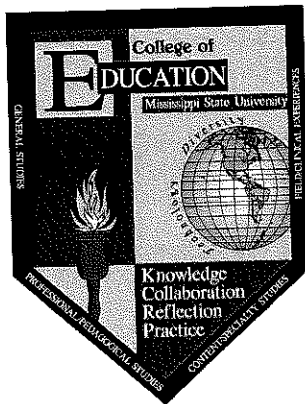 College of
EDUCATION
Mississippi State University
GENERAL STUDIES
FIELD/CLINICAL EXPERIENCES
Diversity
Technology
Knowledge
Collaboration
Reflection
Practice
PROFESSIONAL/PEDAGOGICAL STUDIES
CONTENT/SPECIALTY STUDIES